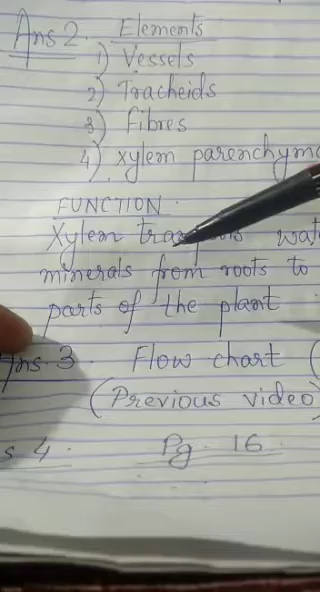 Ans 2. Elements
1) Vessels
2) Tracheids
3) Fibres
4) Xylem parenchyma
FUNCTION
Xylem
minerals from roots to
parts of the plant
Ans. 3. Flow chart (
(Previous video)
s 4. Pg. 16